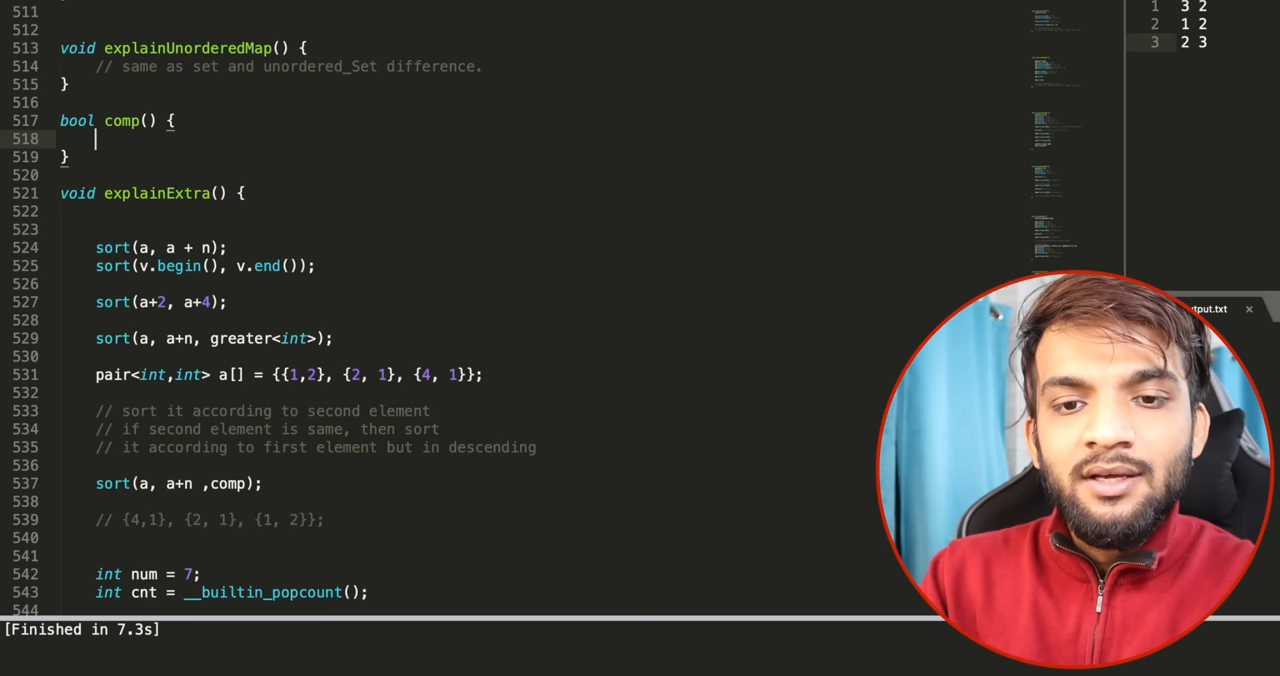 511
512
513 void explainUnorderedMap() {
514 // same as set and unordered_Set difference.
515 }
516
517 bool comp() {
518
519 }
520
521 void explainExtra() {
522
523
524 sort(a, a + n);
525 sort(v.begin(), v.end());
526
527 sort(a+2, a+4);
528
529 sort(a, a+n, greater<int>);
530
531 pair<int,int> a[] = {{1,2}, {2, 1}, {4, 1}};
532
533 // sort it according to second element
534 // if second element is same, then sort
535 // it according to first element but in descending
536
537 sort(a, a+n ,comp);
538
539 // {4,1}, {2, 1}, {1, 2}};
540
541
542 int num = 7;
543 int cnt = __builtin_popcount();
544
[Finished in 7.3s]
1 3 2
2 1 2
3 2 3
utput.txt ×